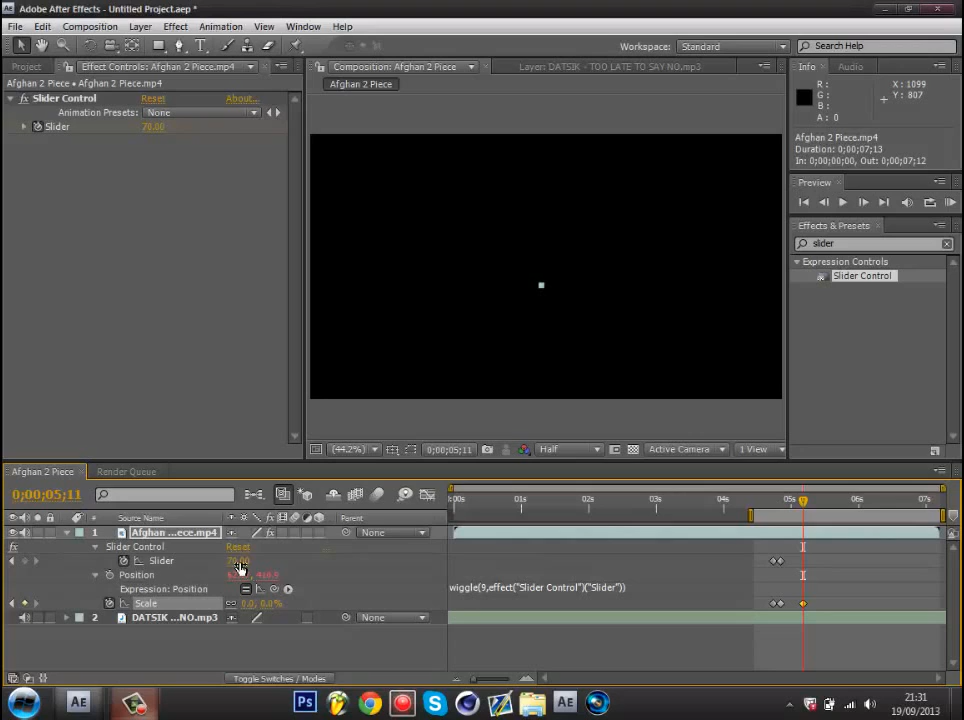 Adobe After Effects - Untitled Project.aep *
File Edit Composition Layer Effect Animation View Window Help
Workspace: Standard Search Help
Project Effect Controls: Afghan 2 Piece.mp4 Composition: Afghan 2 Piece Layer: DATSIK - TOO LATE TO SAY NO.mp3 Info Audio
Afghan 2 Piece • Afghan 2 Piece.mp4 Afghan 2 Piece
Slider Control Reset About...
Animation Presets: None
Slider 70.00
R : X : 1099
G : Y : 807
B :
A : 0
Afghan 2 Piece.mp4
Duration: 0;00;07;13
In: 0;00;00;00, Out: 0;00;07;12
Preview
Effects & Presets
slider
Expression Controls
Slider Control
(44.2%) 0;00;05;11 Half Active Camera 1 View
Afghan 2 Piece Render Queue
0;00;05;11
:00s 01s 02s 03s 04s 05s 06s 07s
# Source Name Parent
1 Afghan ...ece.mp4 None
Slider Control Reset
Slider 70.00
Position
Expression: Position wiggle(9,effect("Slider Control")("Slider"))
Scale 0.0, 0.0%
2 DATSIK ...NO.mp3 None
Toggle Switches / Modes
21:31
19/09/2013